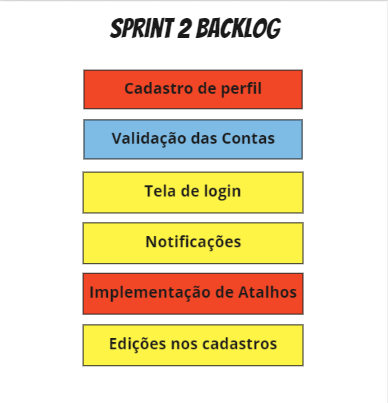 SPRINT 2 BACKLOG
Cadastro de perfil
Validação das Contas
Tela de login
Notificações
Implementação de Atalhos
Edições nos cadastros